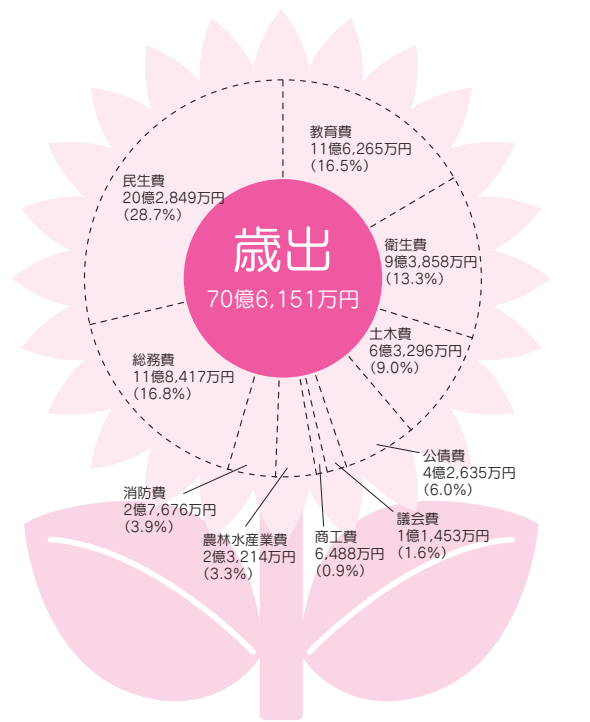 歳出
70億6,151万円
教育費
11億6,265万円
(16.5%)
衛生費
9億3,858万円
(13.3%)
土木費
6億3,296万円
(9.0%)
公債費
4億2,635万円
(6.0%)
議会費
1億1,453万円
(1.6%)
商工費
6,488万円
(0.9%)
農林水産業費
2億3,214万円
(3.3%)
消防費
2億7,676万円
(3.9%)
総務費
11億8,417万円
(16.8%)
民生費
20億2,849万円
(28.7%)